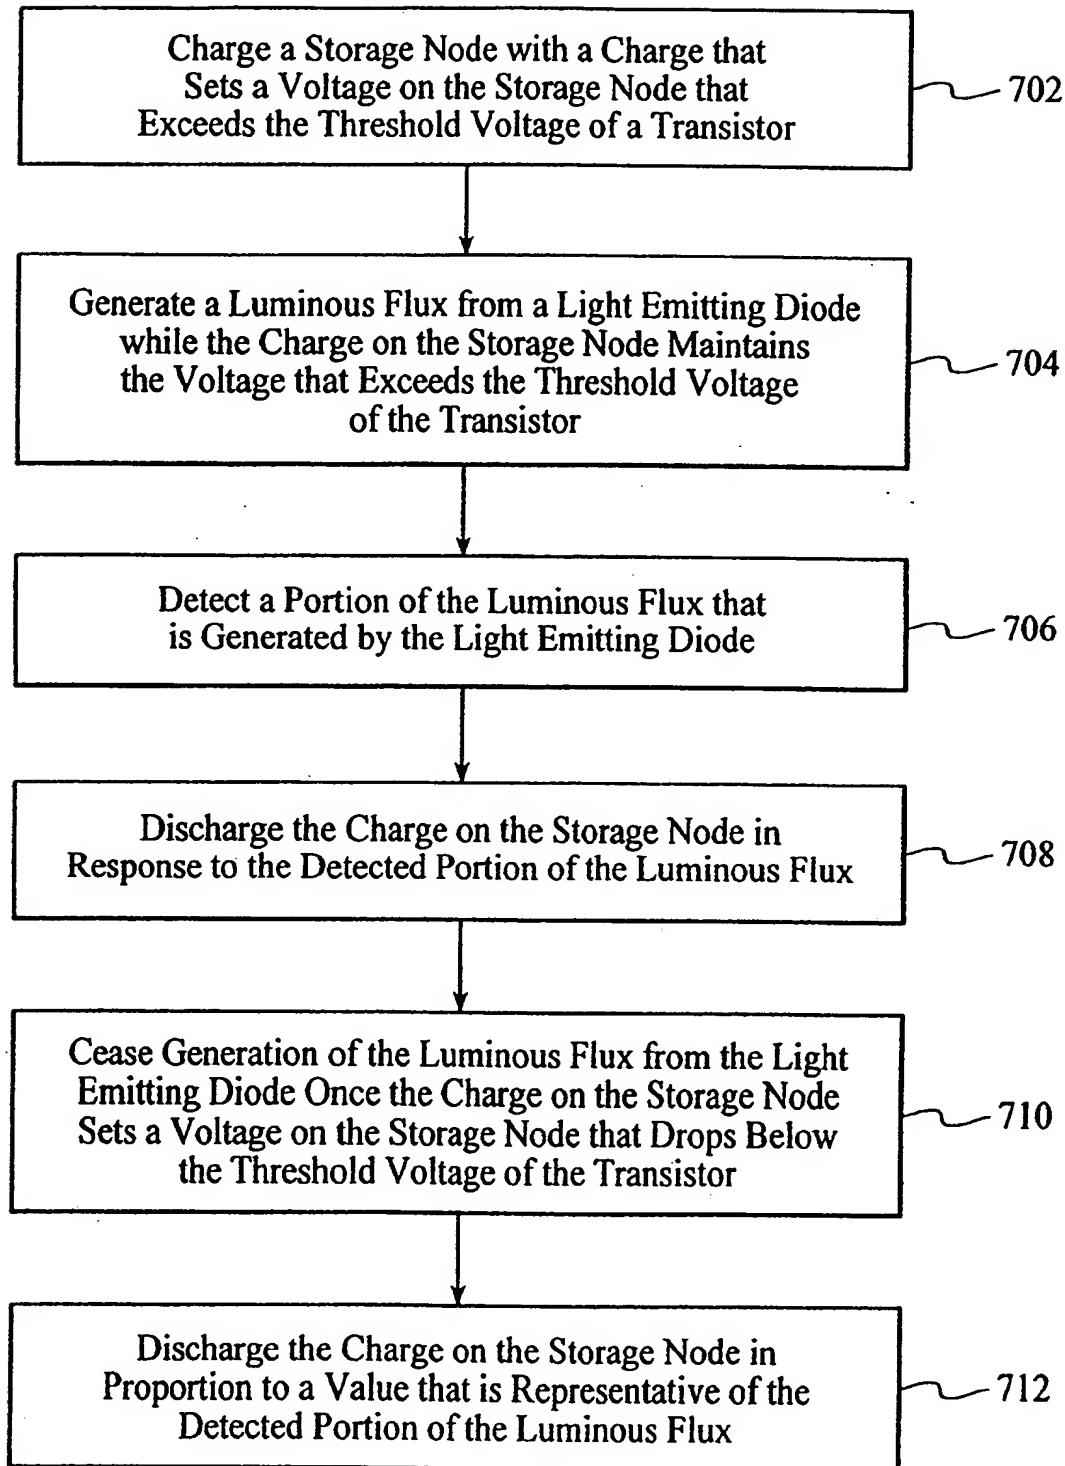 Charge a Storage Node with a Charge that
Sets a Voltage on the Storage Node that
Exceeds the Threshold Voltage of a Transistor
702
Generate a Luminous Flux from a Light Emitting Diode
while the Charge on the Storage Node Maintains
the Voltage that Exceeds the Threshold Voltage
of the Transistor
704
Detect a Portion of the Luminous Flux that
is Generated by the Light Emitting Diode
706
Discharge the Charge on the Storage Node in
Response to the Detected Portion of the Luminous Flux
708
Cease Generation of the Luminous Flux from the Light
Emitting Diode Once the Charge on the Storage Node
Sets a Voltage on the Storage Node that Drops Below
the Threshold Voltage of the Transistor
710
Discharge the Charge on the Storage Node in
Proportion to a Value that is Representative of the
Detected Portion of the Luminous Flux
712